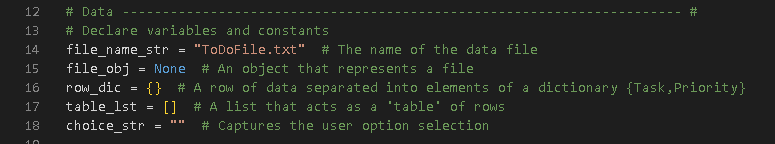 12 # Data ---------------------------------------------------------------------- #
13 # Declare variables and constants
14 file_name_str = "ToDoFile.txt"  # The name of the data file
15 file_obj = None  # An object that represents a file
16 row_dic = {}  # A row of data separated into elements of a dictionary {Task,Priority}
17 table_lst = []  # A list that acts as a 'table' of rows
18 choice_str = ""  # Captures the user option selection